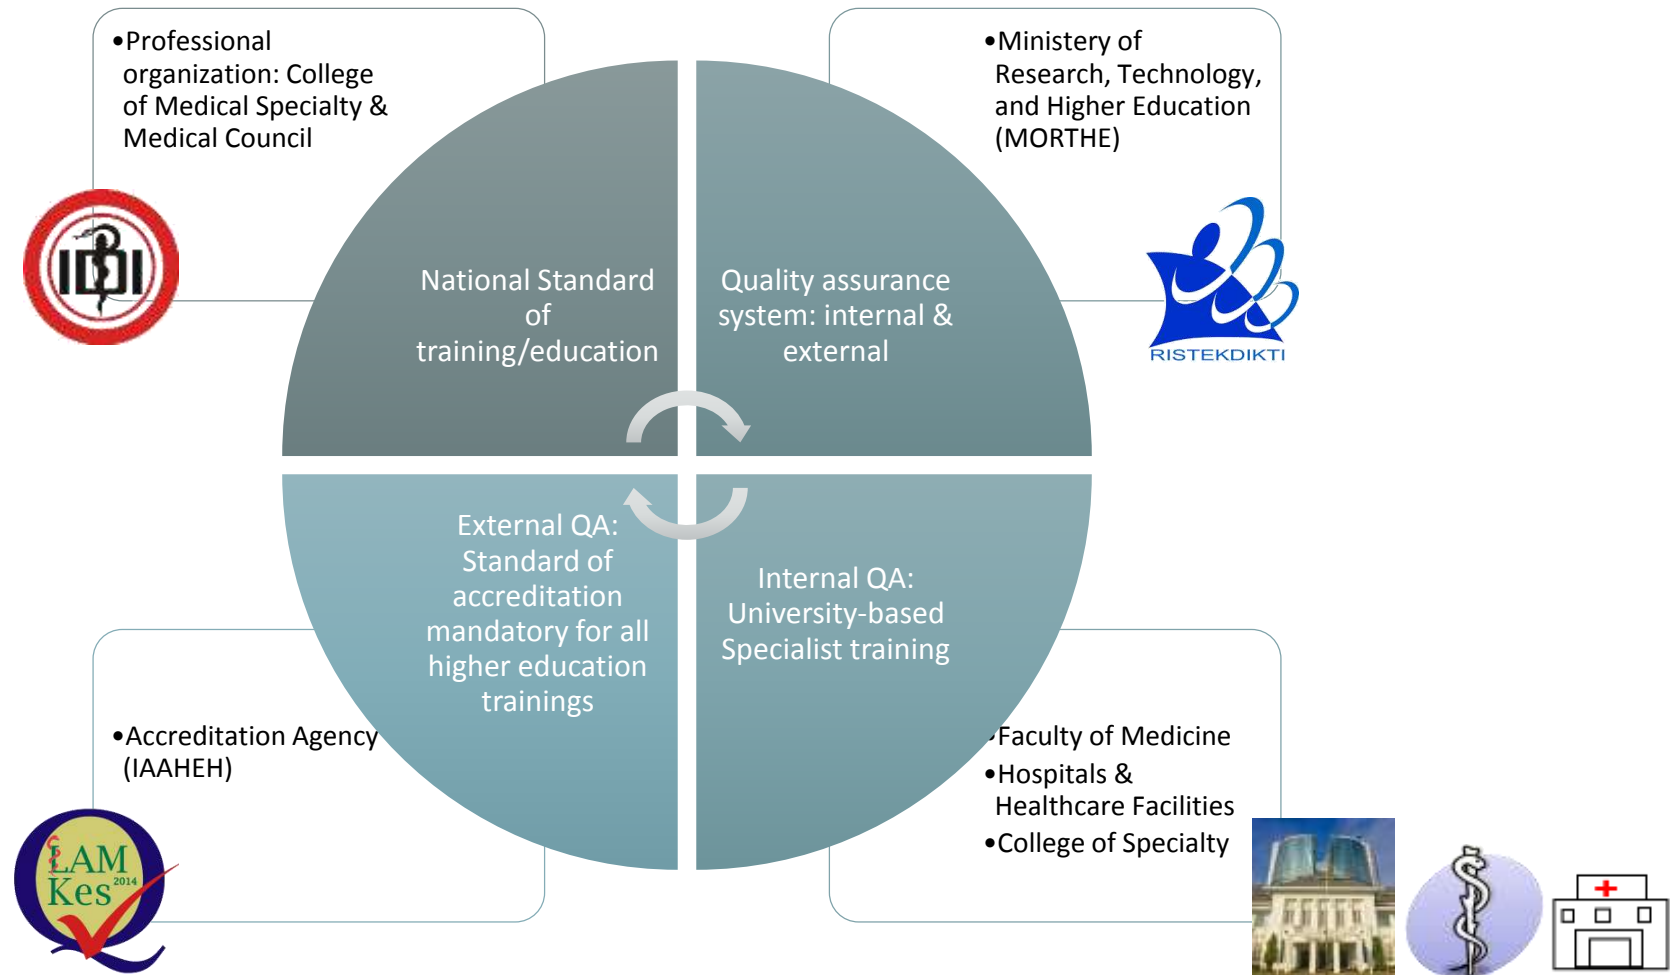 •Professional
organization: College
of Medical Specialty &
Medical Council
•Ministery of
Research, Technology,
and Higher Education
(MORTHE)
IDI
RISTEKDIKTI
National Standard
of
training/education
Quality assurance
system: internal &
external
External QA:
Standard of
accreditation
mandatory for all
higher education
trainings
Internal QA:
University-based
Specialist training
•Accreditation Agency
(IAAHEH)
LAM
Kes 2014
•Faculty of Medicine
•Hospitals &
Healthcare Facilities
•College of Specialty